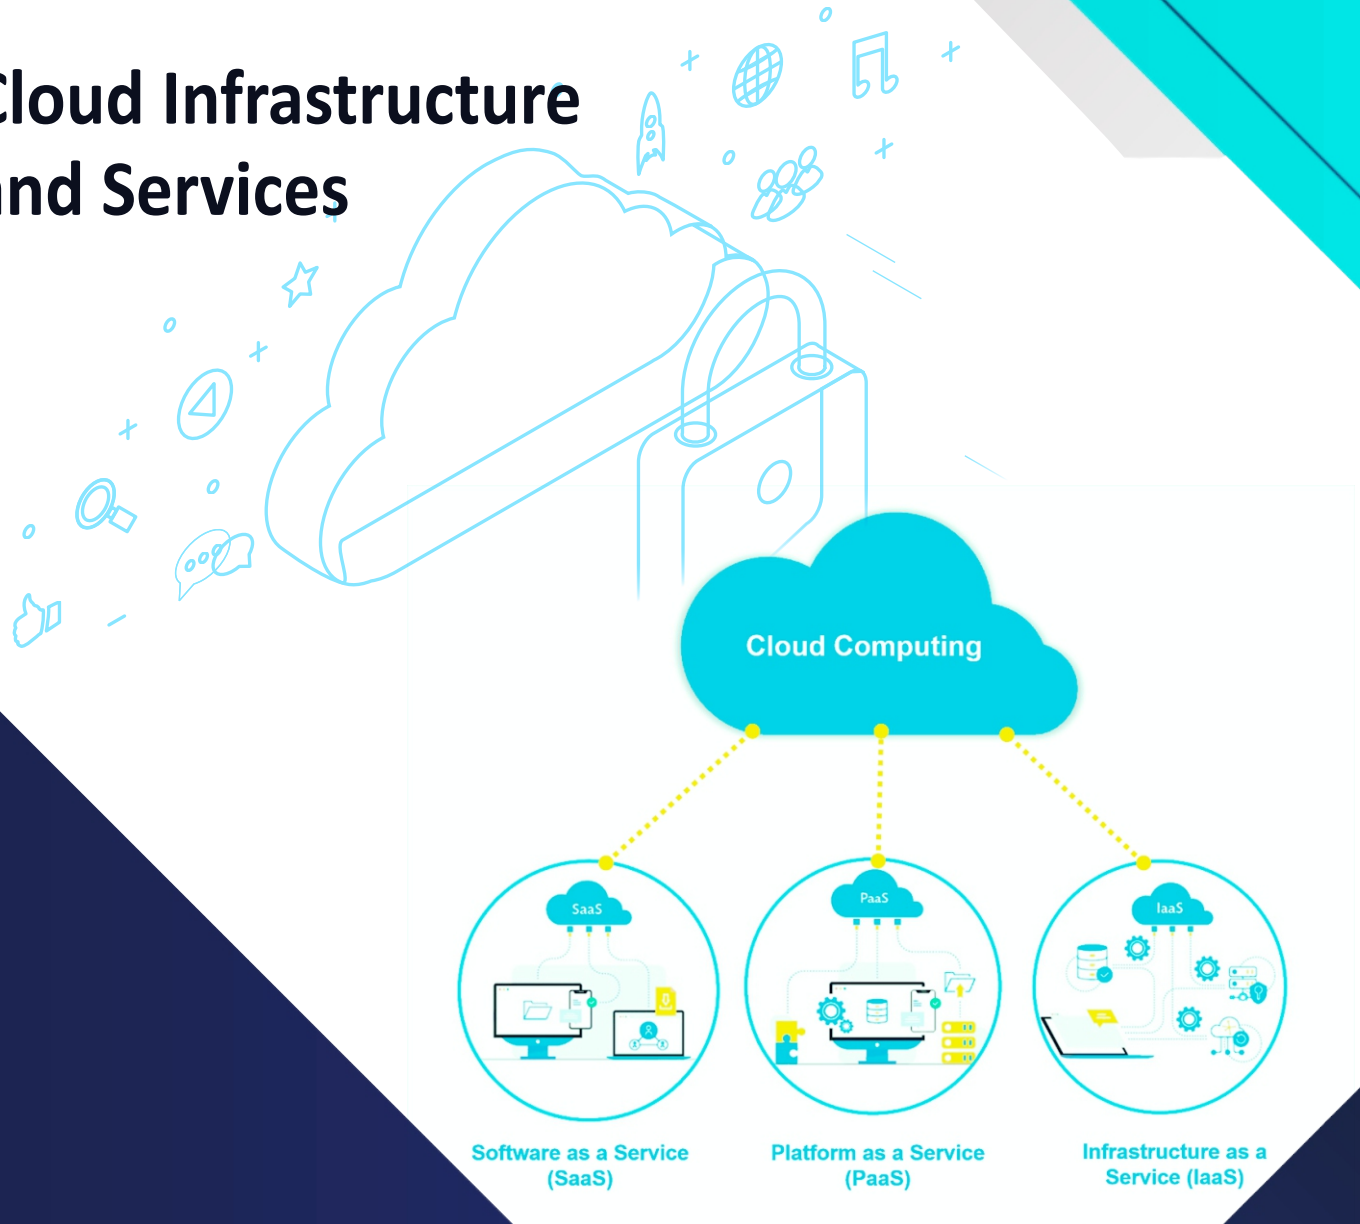 Cloud Infrastructure
and Services
Cloud Computing
SaaS
PaaS
IaaS
Software as a Service
(SaaS)
Platform as a Service
(PaaS)
Infrastructure as a
Service (IaaS)